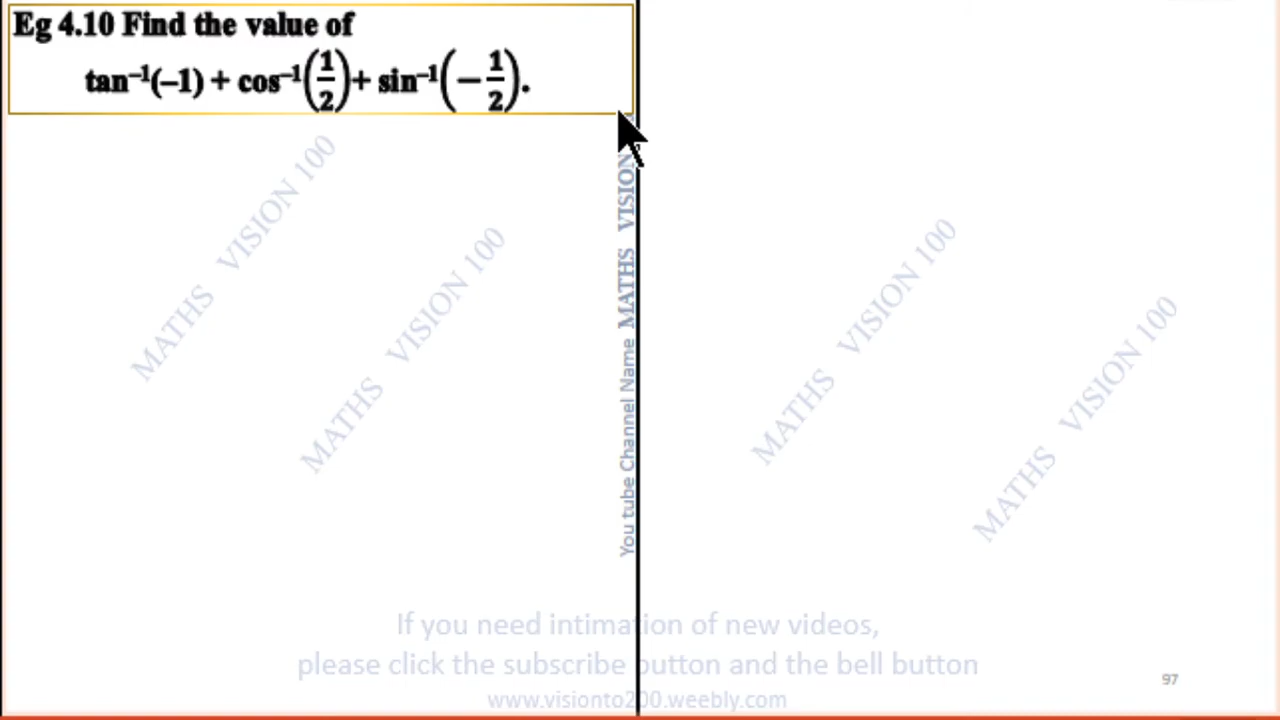 Eg 4.10 Find the value of
tan⁻¹(–1) + cos⁻¹(1/2) + sin⁻¹(−1/2).
MATHS VISION 100
MATHS VISION 100
You tube Channel Name MATHS VISION
MATHS VISION 100
MATHS VISION 100
If you need intimation of new videos,
please click the subscribe button and the bell button
www.visionto200.weebly.com
97